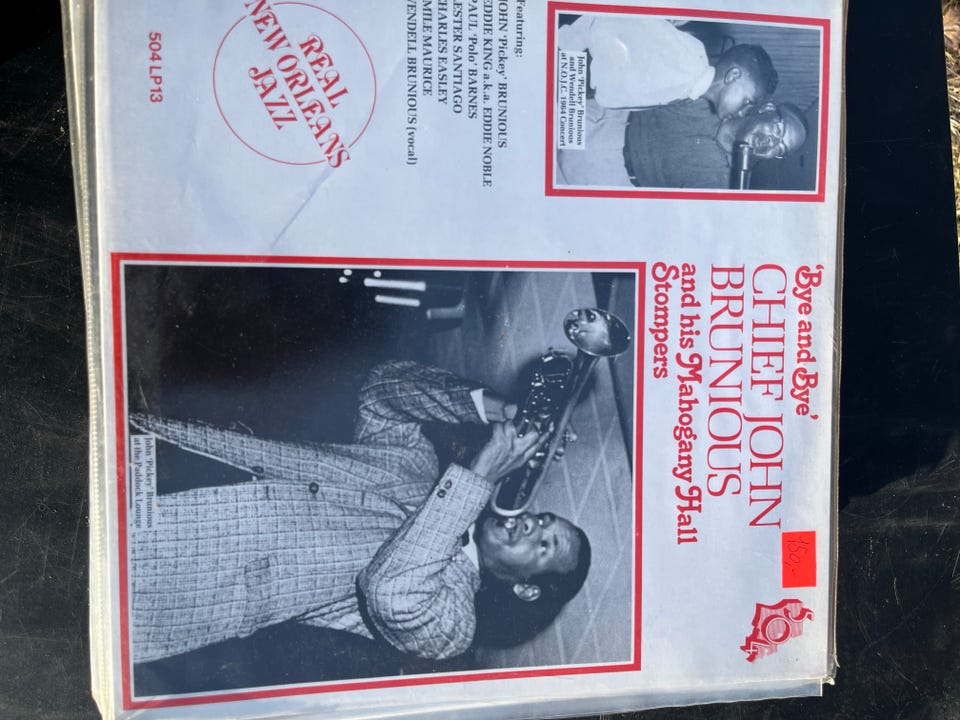 'Bye and Bye'
CHIEF JOHN
BRUNIOUS
and his Mahogany Hall
Stompers
150,-
504
John 'Pickey' Brunious
and Wendell Brunious
at N.O.J.C. 1964 Concert
Featuring:
JOHN 'Pickey' BRUNIOUS
EDDIE KING a.k.a. EDDIE NOBLE
PAUL 'Polo' BARNES
LESTER SANTIAGO
CHARLES EASLEY
EMILE MAURICE
WENDELL BRUNIOUS (vocal)
REAL
NEW ORLEANS
JAZZ
504 LP13
John 'Pickey' Brunious
at the Paddock Lounge